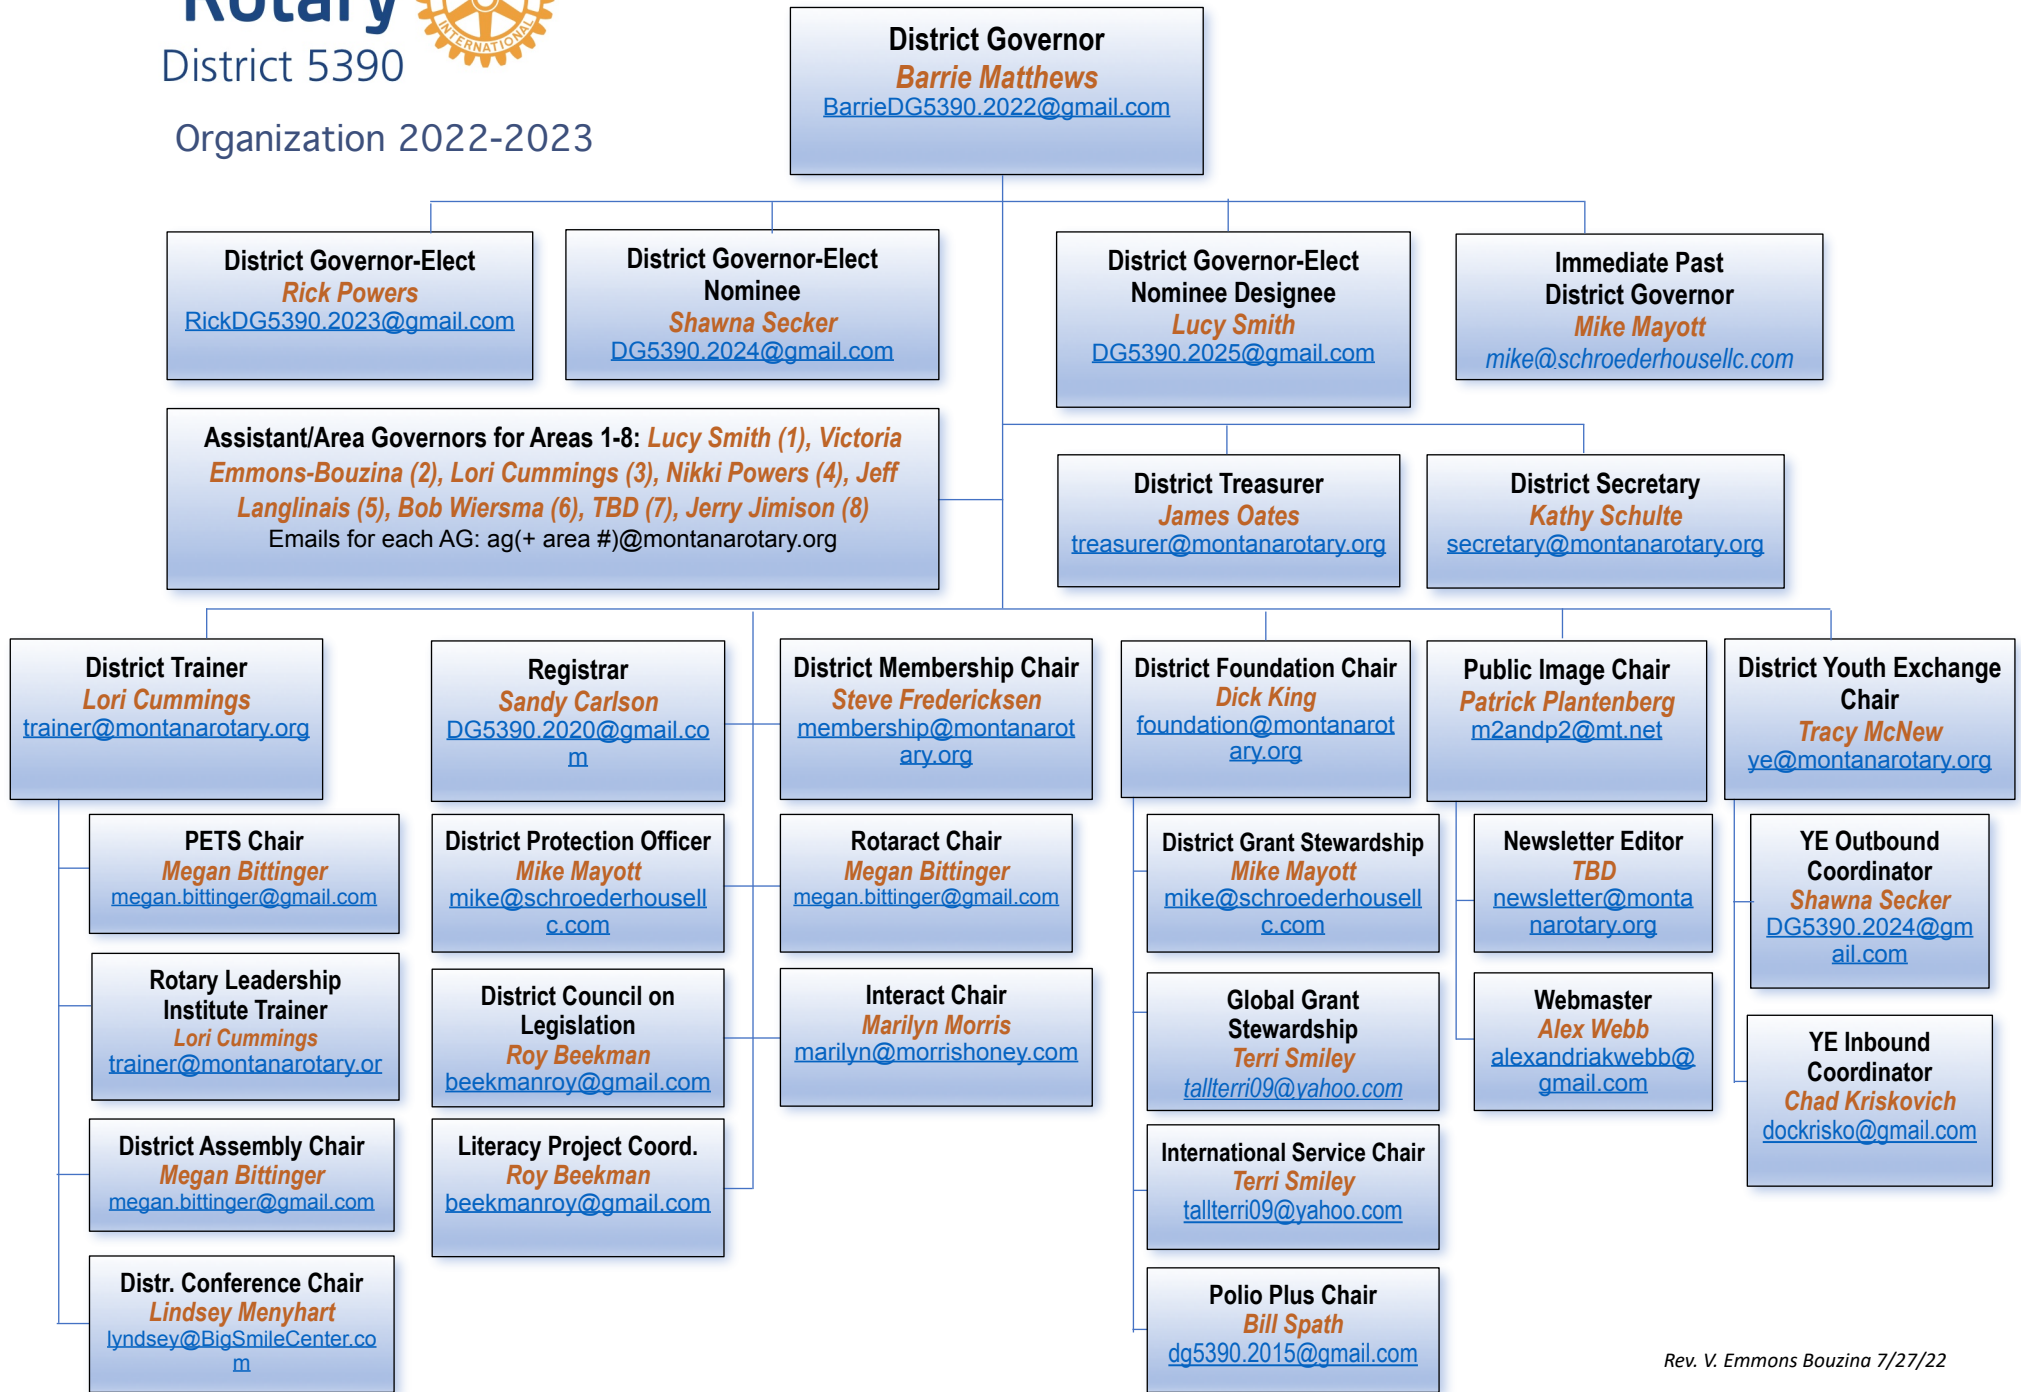 Rotary
INTERNATIONAL
District 5390
Organization 2022-2023
District Governor
Barrie Matthews
BarrieDG5390.2022@gmail.com
District Governor-Elect
Rick Powers
RickDG5390.2023@gmail.com
District Governor-Elect
Nominee
Shawna Secker
DG5390.2024@gmail.com
District Governor-Elect
Nominee Designee
Lucy Smith
DG5390.2025@gmail.com
Immediate Past
District Governor
Mike Mayott
mike@schroederhousellc.com
Assistant/Area Governors for Areas 1-8: Lucy Smith (1), Victoria
Emmons-Bouzina (2), Lori Cummings (3), Nikki Powers (4), Jeff
Langlinais (5), Bob Wiersma (6), TBD (7), Jerry Jimison (8)
Emails for each AG: ag(+ area #)@montanarotary.org
District Treasurer
James Oates
treasurer@montanarotary.org
District Secretary
Kathy Schulte
secretary@montanarotary.org
District Trainer
Lori Cummings
trainer@montanarotary.org
PETS Chair
Megan Bittinger
megan.bittinger@gmail.com
Rotary Leadership
Institute Trainer
Lori Cummings
trainer@montanarotary.or
District Assembly Chair
Megan Bittinger
megan.bittinger@gmail.com
Distr. Conference Chair
Lindsey Menyhart
lyndsey@BigSmileCenter.co
m
Registrar
Sandy Carlson
DG5390.2020@gmail.co
m
District Protection Officer
Mike Mayott
mike@schroederhousell
c.com
District Council on
Legislation
Roy Beekman
beekmanroy@gmail.com
Literacy Project Coord.
Roy Beekman
beekmanroy@gmail.com
District Membership Chair
Steve Fredericksen
membership@montanarot
ary.org
Rotaract Chair
Megan Bittinger
megan.bittinger@gmail.com
Interact Chair
Marilyn Morris
marilyn@morrishoney.com
District Foundation Chair
Dick King
foundation@montanarot
ary.org
District Grant Stewardship
Mike Mayott
mike@schroederhousell
c.com
Global Grant
Stewardship
Terri Smiley
tallterri09@yahoo.com
International Service Chair
Terri Smiley
tallterri09@yahoo.com
Polio Plus Chair
Bill Spath
dg5390.2015@gmail.com
Public Image Chair
Patrick Plantenberg
m2andp2@mt.net
Newsletter Editor
TBD
newsletter@monta
narotary.org
Webmaster
Alex Webb
alexandriakwebb@
gmail.com
District Youth Exchange
Chair
Tracy McNew
ye@montanarotary.org
YE Outbound
Coordinator
Shawna Secker
DG5390.2024@gm
ail.com
YE Inbound
Coordinator
Chad Kriskovich
dockrisko@gmail.com
Rev. V. Emmons Bouzina 7/27/22